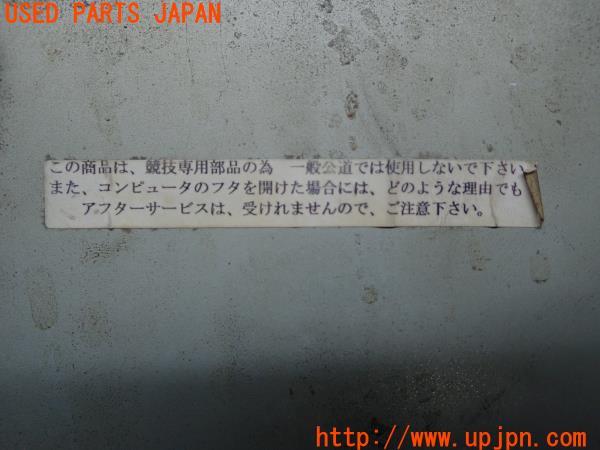 USED PARTS JAPAN
この商品は、競技専用部品の為　一般公道では使用しないで下さい
また、コンピュータのフタを開けた場合には、どのような理由でも
アフターサービスは、受けれませんので、ご注意下さい。
http://www.upjpn.com/